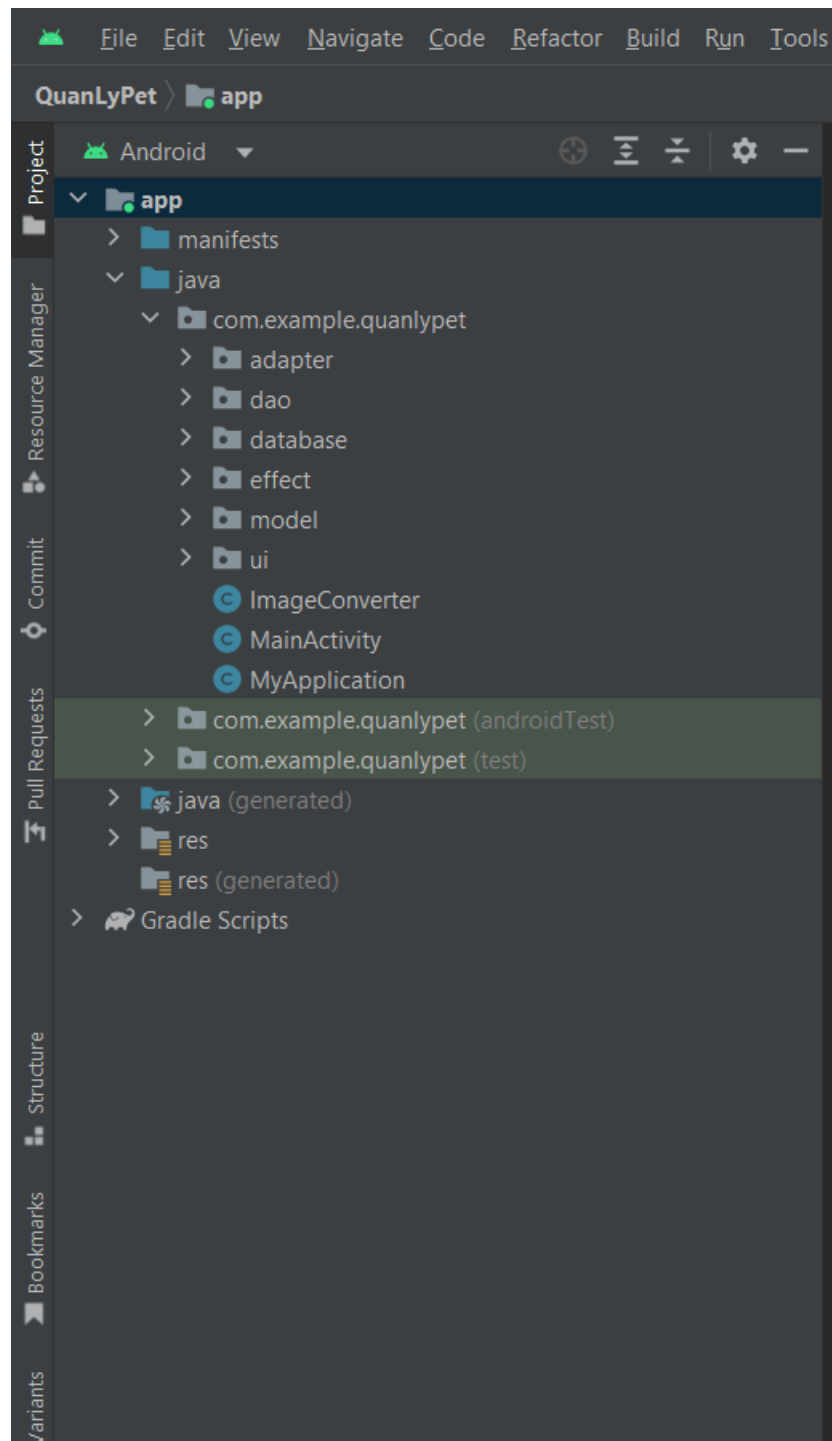 File Edit View Navigate Code Refactor Build Run Tools
QuanLyPet app
Android
app
manifests
java
com.example.quanlypet
adapter
dao
database
effect
model
ui
ImageConverter
MainActivity
MyApplication
com.example.quanlypet (androidTest)
com.example.quanlypet (test)
java (generated)
res
res (generated)
Gradle Scripts
Project
Resource Manager
Commit
Pull Requests
Structure
Bookmarks
Variants